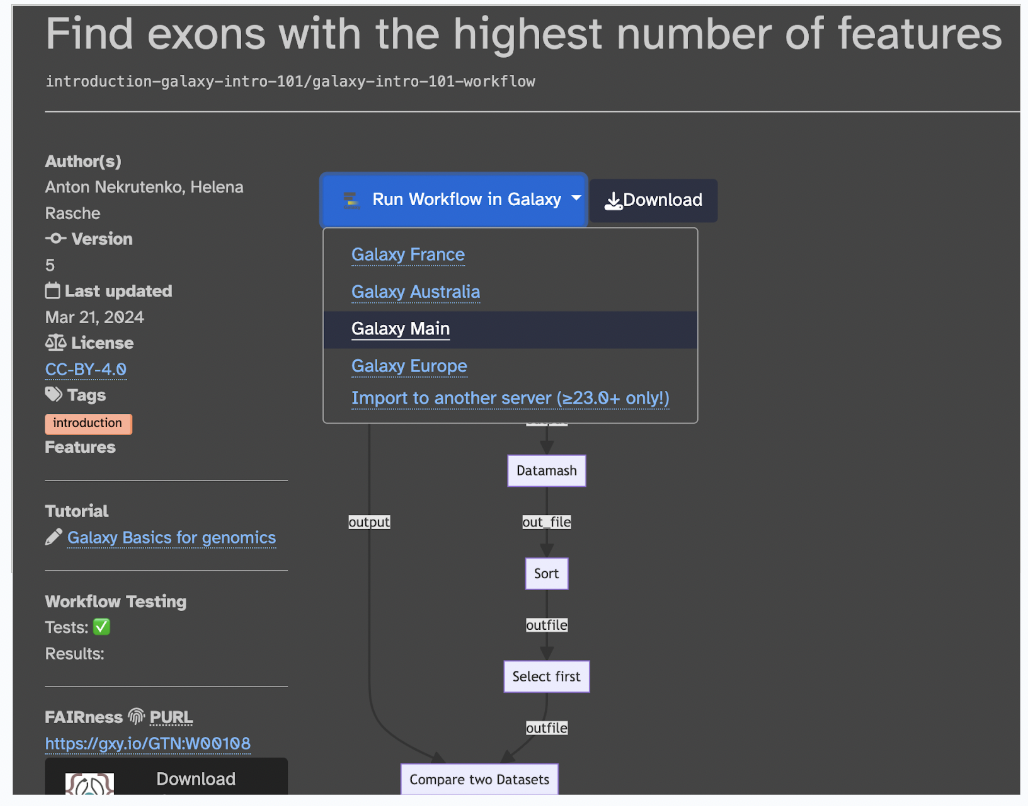 Find exons with the highest number of features
introduction-galaxy-intro-101/galaxy-intro-101-workflow
Author(s)
Anton Nekrutenko, Helena
Rasche
Version
5
Last updated
Mar 21, 2024
License
CC-BY-4.0
Tags
introduction
Features
Tutorial
Galaxy Basics for genomics
Workflow Testing
Tests:
Results:
FAIRness PURL
https://gxy.io/GTN:W00108
Download
Run Workflow in Galaxy
Download
Galaxy France
Galaxy Australia
Galaxy Main
Galaxy Europe
Import to another server (≥23.0+ only!)
Datamash
output
out_file
Sort
outfile
Select first
outfile
Compare two Datasets